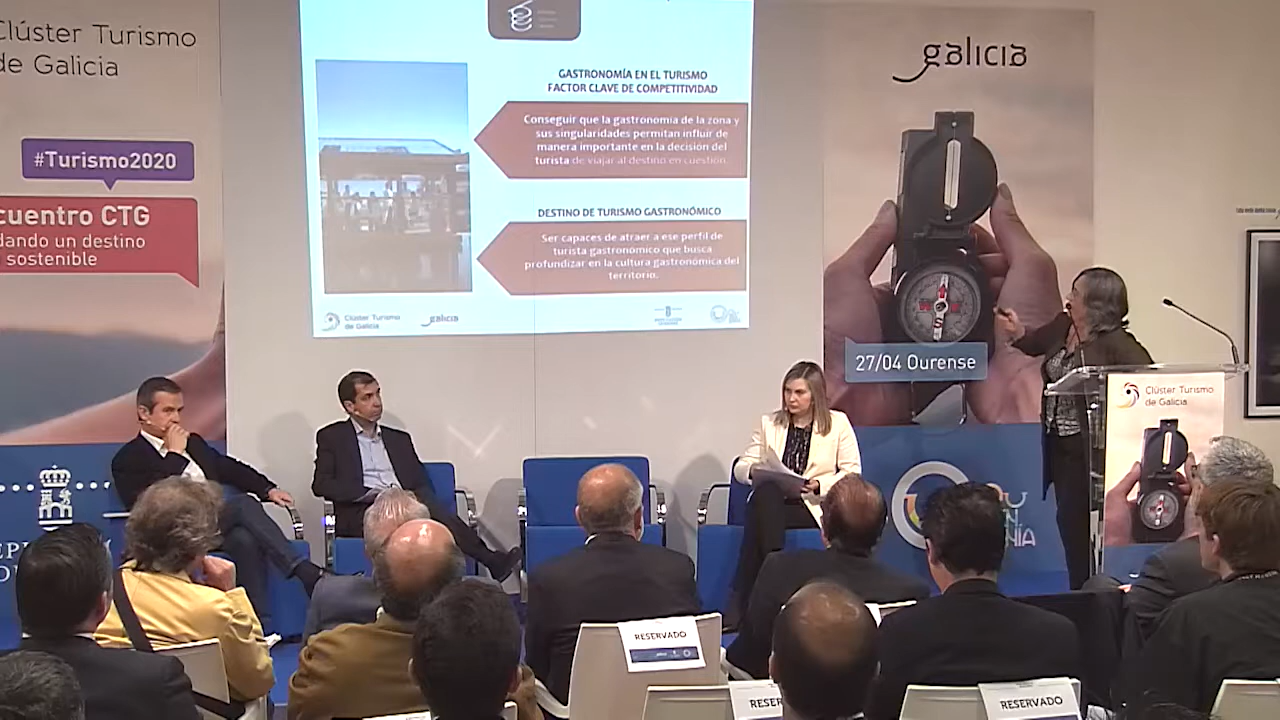 Clúster Turismo
de Galicia
#Turismo2020
cuentro CTG
dando un destino
sostenible
GASTRONOMÍA EN EL TURISMO
FACTOR CLAVE DE COMPETITIVIDAD
Conseguir que la gastronomía de la zona y
sus singularidades permitan influir de
manera importante en la decisión del
turista de viajar al destino en cuestión.
DESTINO DE TURISMO GASTRONÓMICO
Ser capaces de atraer a ese perfil de
turista gastronómico que busca
profundizar en la cultura gastronómica del
territorio.
Clúster Turismo
de Galicia
galicia
galicia
27/04 Ourense
Clúster Turismo
de Galicia
RESERVADO
RESER
RESERVADO